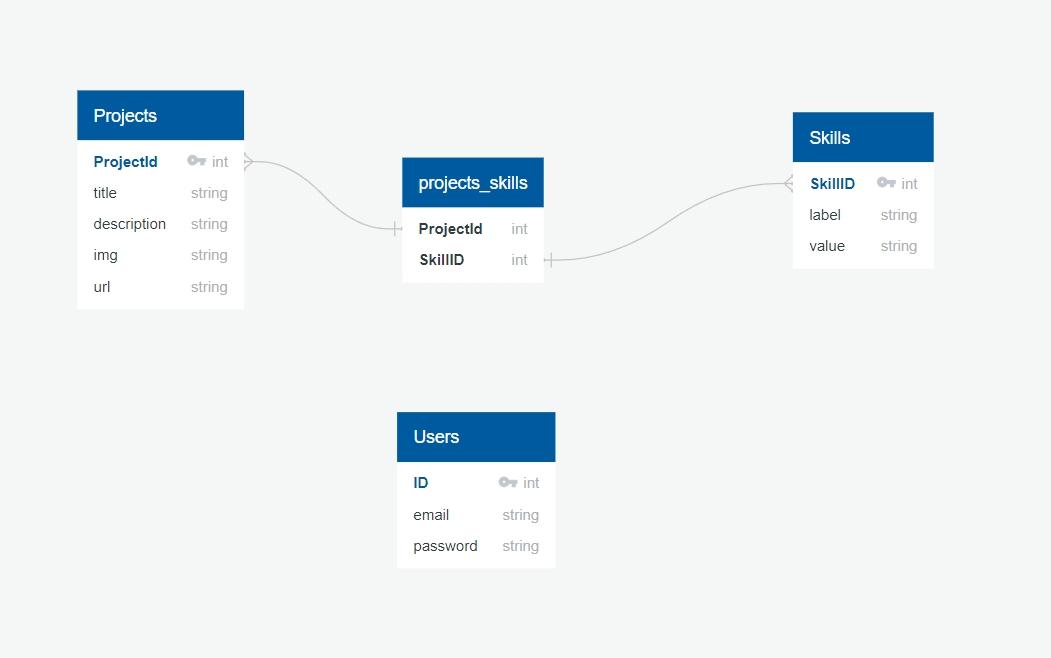 Projects
ProjectId int
title string
description string
img string
url string
projects_skills
ProjectId int
SkillID int
Skills
SkillID int
label string
value string
Users
ID int
email string
password string